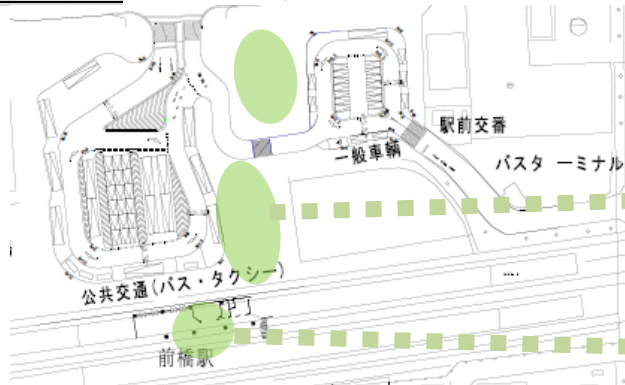 駅前交番
一般車輌
バスターミナル
公共交通(バス・タクシー)
前橋駅